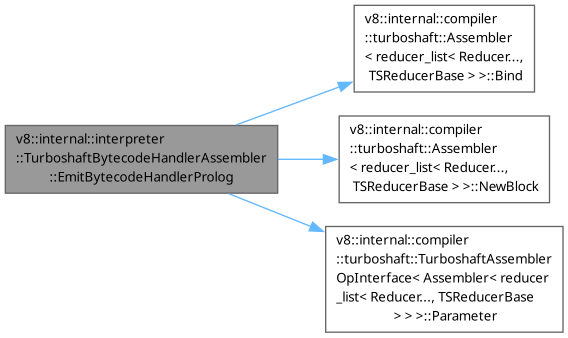 v8::internal::interpreter
::TurboshaftBytecodeHandlerAssembler
::EmitBytecodeHandlerProlog
v8::internal::compiler
::turboshaft::Assembler
< reducer_list< Reducer...,
TSReducerBase > >::Bind
v8::internal::compiler
::turboshaft::Assembler
< reducer_list< Reducer...,
TSReducerBase > >::NewBlock
v8::internal::compiler
::turboshaft::TurboshaftAssembler
OpInterface< Assembler< reducer
_list< Reducer..., TSReducerBase
> > >::Parameter